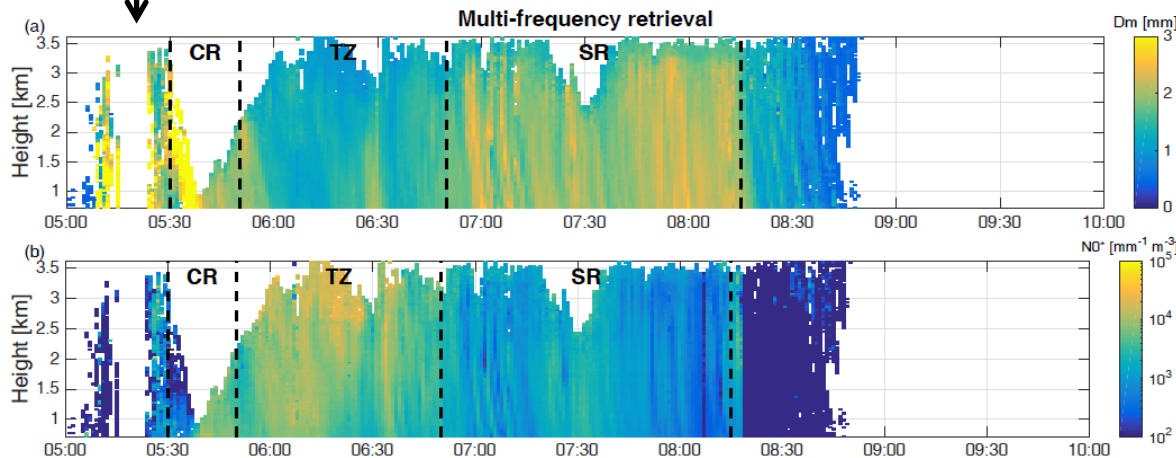 Multi-frequency retrieval
(a)
Dm [mm]
CR TZ SR
Height [km]
3.5
3
2.5
2
1.5
1
3
2
1
0
05:00 05:30 06:00 06:30 07:00 07:30 08:00 08:30 09:00 09:30 10:00
(b)
N0* [mm⁻¹ m⁻³]
CR TZ SR
Height [km]
3.5
3
2.5
2
1.5
1
10⁵
10⁴
10³
10²
05:00 05:30 06:00 06:30 07:00 07:30 08:00 08:30 09:00 09:30 10:00